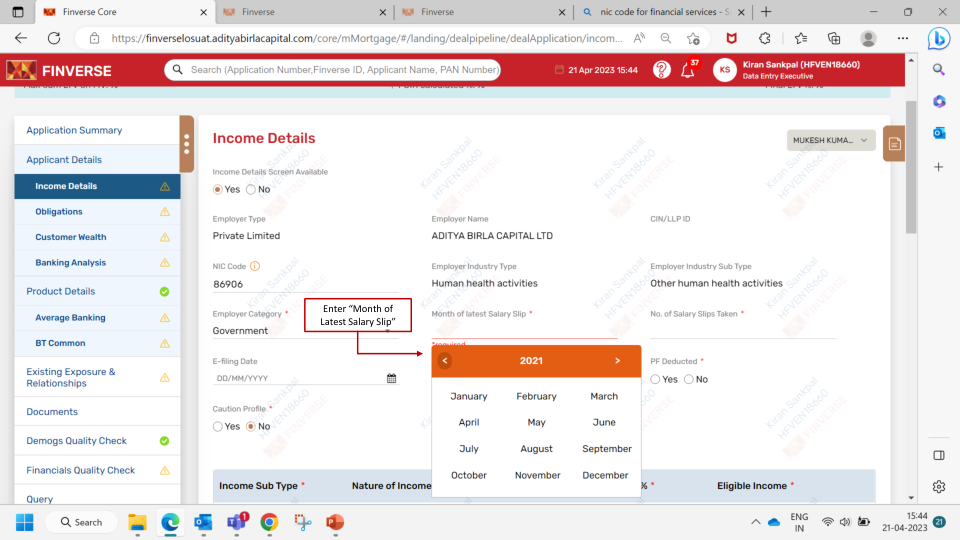 Finverse Core
Finverse
Finverse
nic code for financial services - S
https://finverselosuat.adityabirlacapital.com/core/mMortgage/#/landing/dealpipeline/dealApplication/incom...
FINVERSE
Search (Application Number,Finverse ID, Applicant Name, PAN Number)
21 Apr 2023 15:44
37
KS
Kiran Sankpal (HFVEN18660)
Data Entry Executive
Application Summary
Applicant Details
Income Details
Obligations
Customer Wealth
Banking Analysis
Product Details
Average Banking
BT Common
Existing Exposure &
Relationships
Documents
Demogs Quality Check
Financials Quality Check
Query
Income Details
MUKESH KUMA...
Income Details Screen Available
Yes No
Employer Type
Private Limited
Employer Name
ADITYA BIRLA CAPITAL LTD
CIN/LLP ID
NIC Code
86906
Employer Industry Type
Human health activities
Employer Industry Sub Type
Other human health activities
Employer Category *
Government
Enter “Month of
Latest Salary Slip”
Month of latest Salary Slip *
*required
No. of Salary Slips Taken *
E-filing Date
DD/MM/YYYY
< 2021 >
January February March
April May June
July August September
October November December
PF Deducted *
Yes No
Caution Profile *
Yes No
Income Sub Type * Nature of Income % * Eligible Income *
Kiran Sankpal
HFVEN18660
FINVERSE
Search
1
ENG
IN
15:44
21-04-2023
21